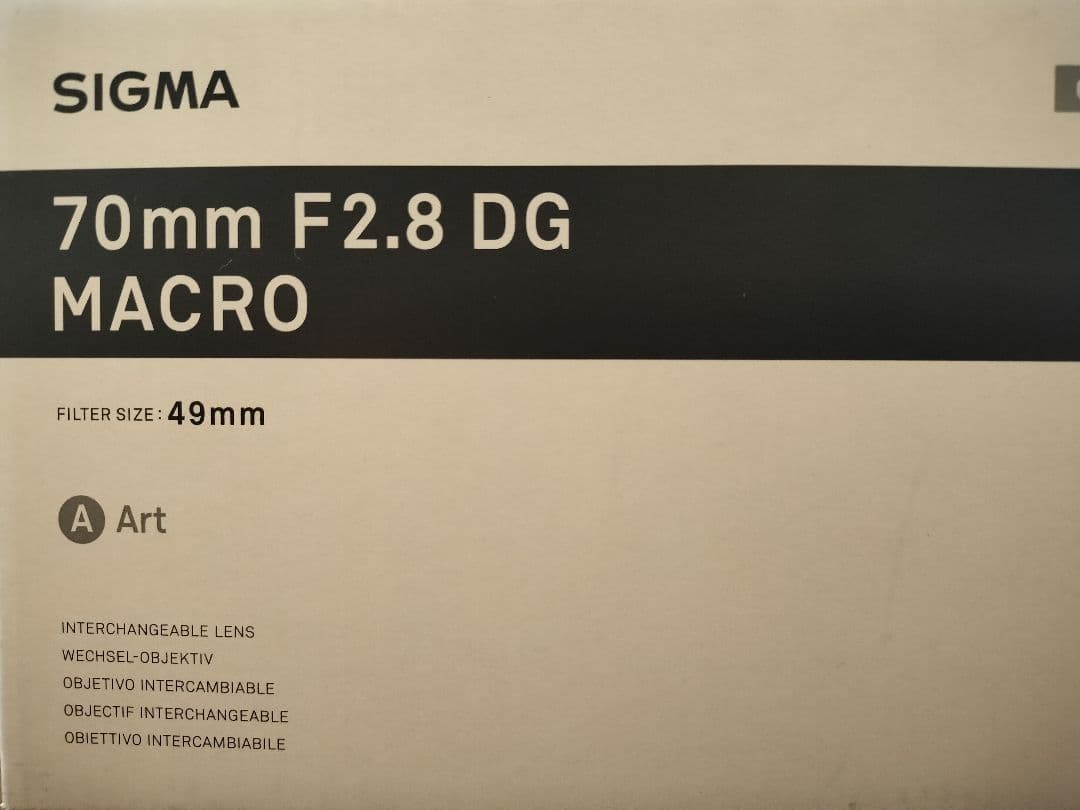 SIGMA
70mm F2.8 DG
MACRO
FILTER SIZE: 49mm
A Art
INTERCHANGEABLE LENS
WECHSEL-OBJEKTIV
OBJETIVO INTERCAMBIABLE
OBJECTIF INTERCHANGEABLE
OBIETTIVO INTERCAMBIABILE